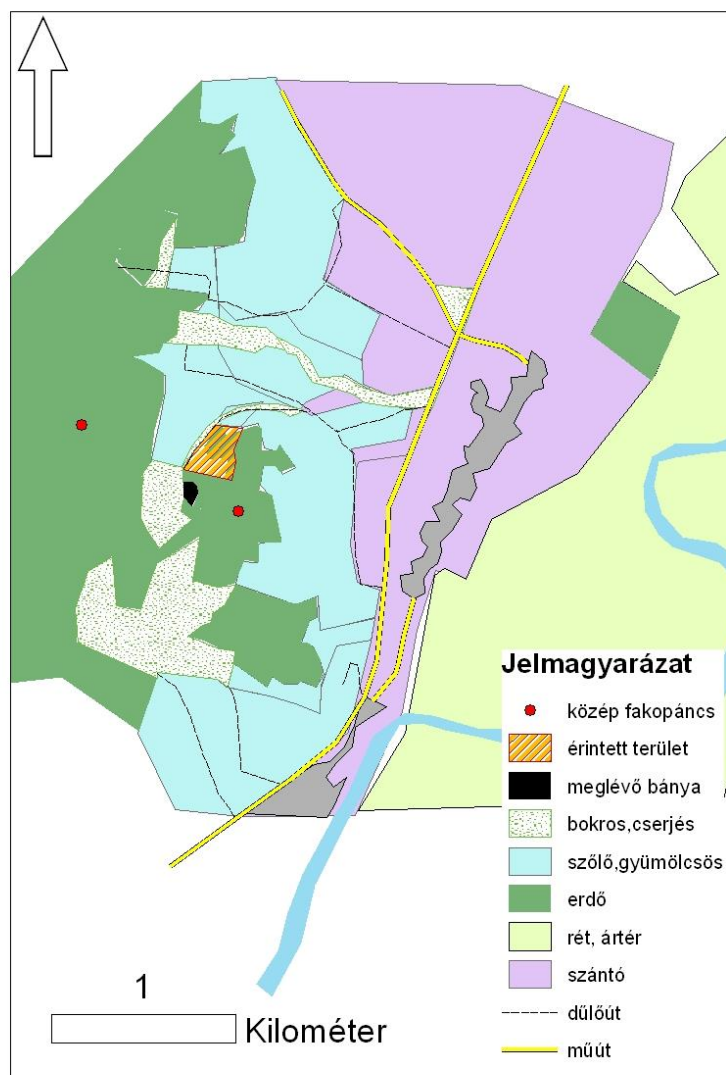 Jelmagyarázat
közép fakopáncs
érintett terület
meglévő bánya
bokros,cserjés
szőlő,gyümölcsös
erdő
rét, ártér
szántó
dűlőút
műút
1
Kilométer